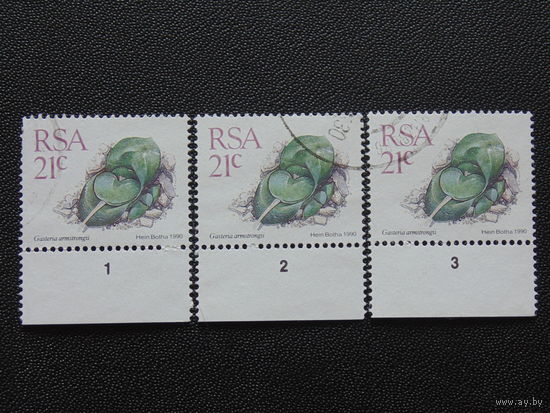 RSA
21c
Gasteria armstrongii
Hein Botha 1990
1
RSA
21c
Gasteria armstrongii
Hein Botha 1990
2
30
RSA
21c
Gasteria armstrongii
Hein Botha 1990
3
www.ay.by